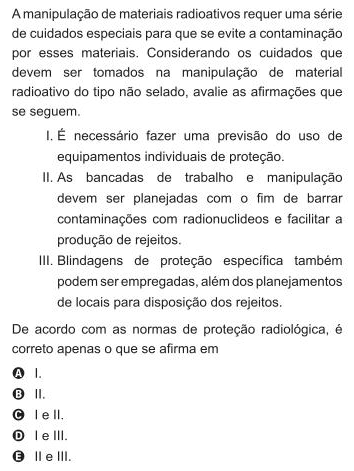 A manipulação de materiais radioativos requer uma série
de cuidados especiais para que se evite a contaminação
por esses materiais. Considerando os cuidados que
devem ser tomados na manipulação de material
radioativo do tipo não selado, avalie as afirmações que
se seguem.
I. É necessário fazer uma previsão do uso de
equipamentos individuais de proteção.
II. As bancadas de trabalho e manipulação
devem ser planejadas com o fim de barrar
contaminações com radionuclideos e facilitar a
produção de rejeitos.
III. Blindagens de proteção específica também
podem ser empregadas, além dos planejamentos
de locais para disposição dos rejeitos.
De acordo com as normas de proteção radiológica, é
correto apenas o que se afirma em
A I.
B II.
C I e II.
D I e III.
E II e III.